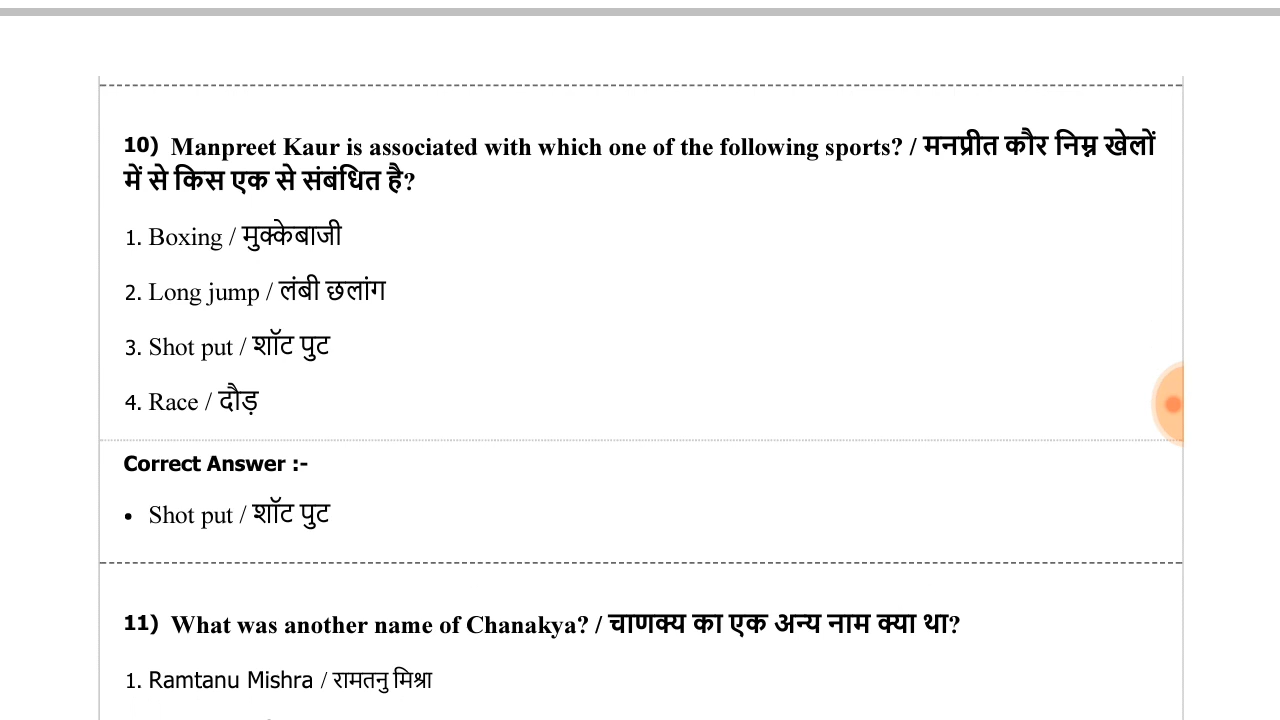 10) Manpreet Kaur is associated with which one of the following sports? / मनप्रीत कौर निम्न खेलों
में से किस एक से संबंधित है?
1. Boxing / मुक्केबाजी
2. Long jump / लंबी छलांग
3. Shot put / शॉट पुट
4. Race / दौड़
Correct Answer :-
• Shot put / शॉट पुट
11) What was another name of Chanakya? / चाणक्य का एक अन्य नाम क्या था?
1. Ramtanu Mishra / रामतनु मिश्रा